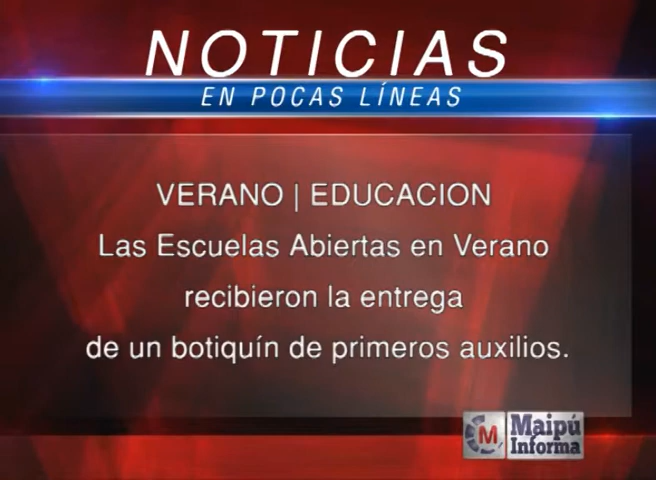 NOTICIAS
EN POCAS LÍNEAS
VERANO | EDUCACION
Las Escuelas Abiertas en Verano
recibieron la entrega
de un botiquín de primeros auxilios.
M Maipú
Informa